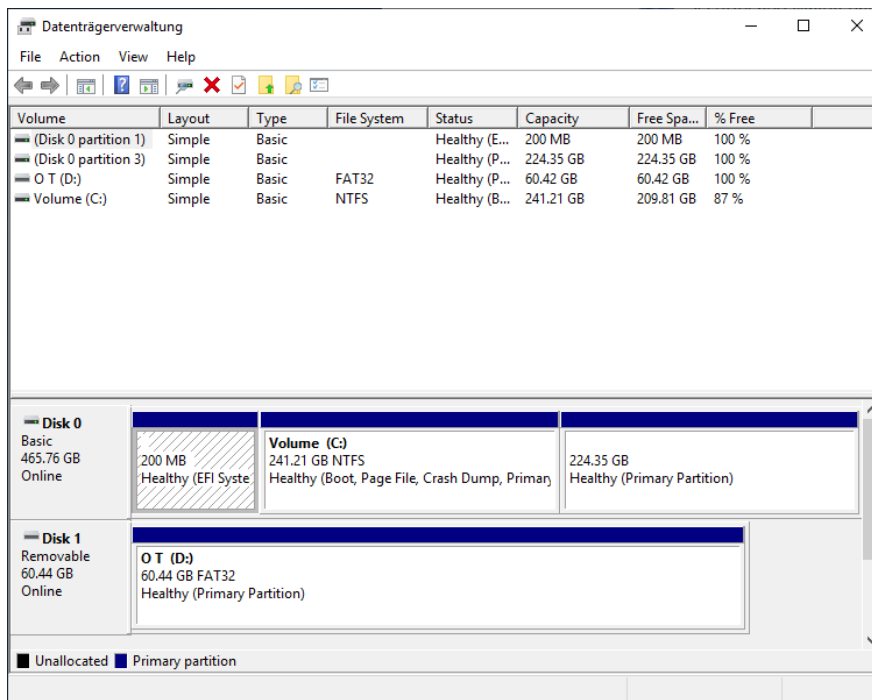 Datenträgerverwaltung
File Action View Help
Volume Layout Type File System Status Capacity Free Spa... % Free
(Disk 0 partition 1) Simple Basic Healthy (E... 200 MB 200 MB 100 %
(Disk 0 partition 3) Simple Basic Healthy (P... 224.35 GB 224.35 GB 100 %
O T (D:) Simple Basic FAT32 Healthy (P... 60.42 GB 60.42 GB 100 %
Volume (C:) Simple Basic NTFS Healthy (B... 241.21 GB 209.81 GB 87 %
Disk 0
Basic
465.76 GB
Online
200 MB
Healthy (EFI Syste
Volume (C:)
241.21 GB NTFS
Healthy (Boot, Page File, Crash Dump, Primary
224.35 GB
Healthy (Primary Partition)
Disk 1
Removable
60.44 GB
Online
O T (D:)
60.44 GB FAT32
Healthy (Primary Partition)
Unallocated Primary partition